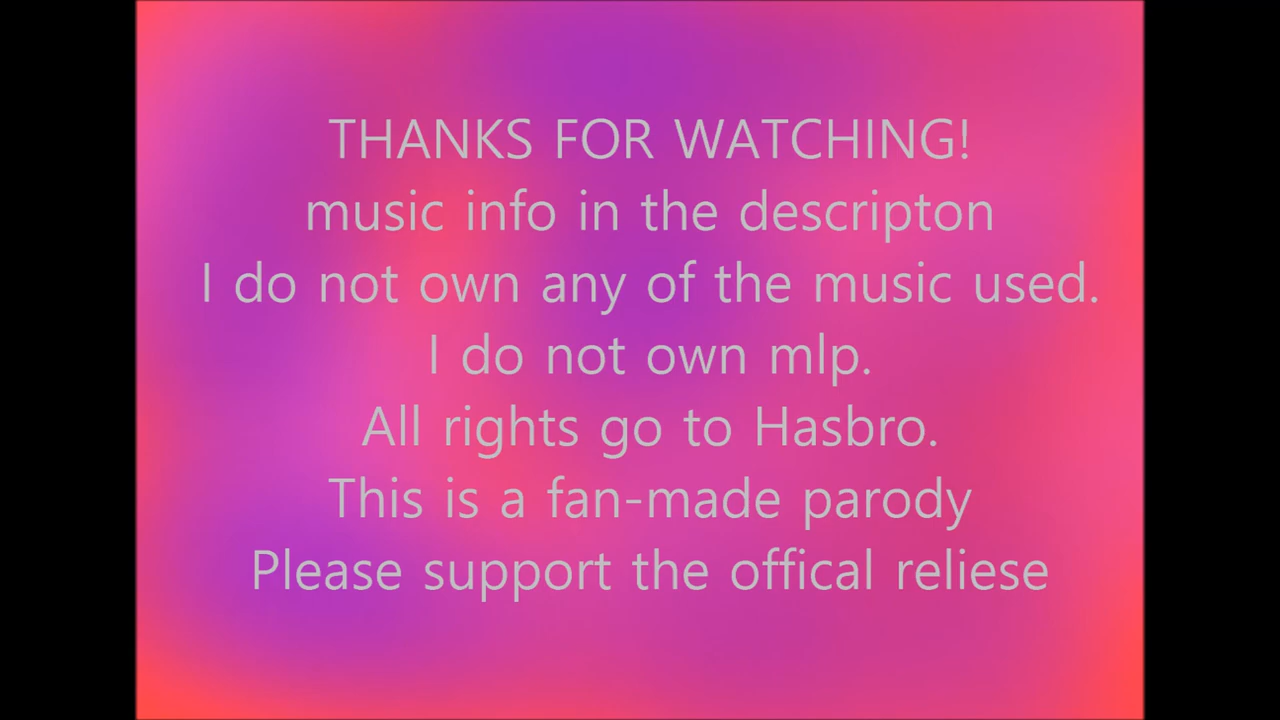 THANKS FOR WATCHING!
music info in the descripton
I do not own any of the music used.
I do not own mlp.
All rights go to Hasbro.
This is a fan-made parody
Please support the offical reliese